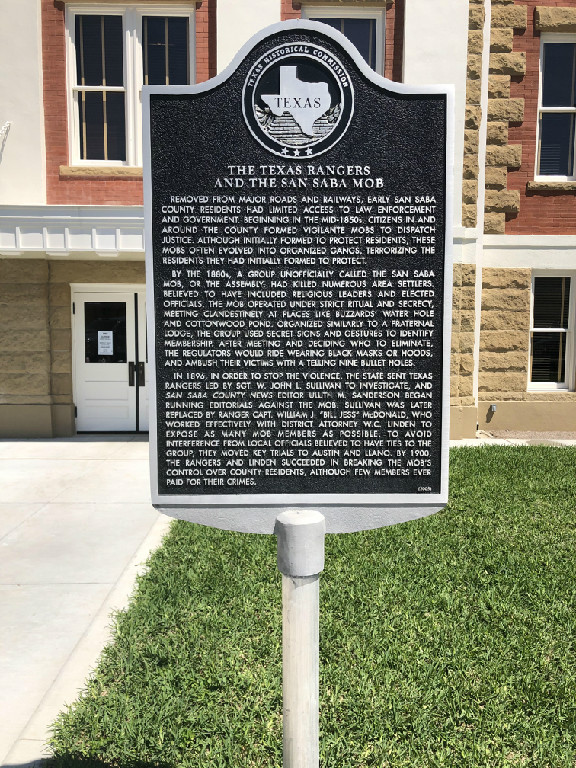 TEXAS HISTORICAL COMMISSION
TEXAS
THE TEXAS RANGERS
AND THE SAN SABA MOB
REMOVED FROM MAJOR ROADS AND RAILWAYS, EARLY SAN SABA
COUNTY RESIDENTS HAD LIMITED ACCESS TO LAW ENFORCEMENT
AND GOVERNMENT. BEGINNING IN THE MID-1850s, CITIZENS IN AND
AROUND THE COUNTY FORMED VIGILANTE MOBS TO DISPATCH
JUSTICE. ALTHOUGH INITIALLY FORMED TO PROTECT RESIDENTS, THESE
MOBS OFTEN EVOLVED INTO ORGANIZED GANGS, TERRORIZING THE
RESIDENTS THEY HAD INITIALLY FORMED TO PROTECT.
BY THE 1880s, A GROUP UNOFFICIALLY CALLED THE SAN SABA
MOB, OR THE ASSEMBLY, HAD KILLED NUMEROUS AREA SETTLERS.
BELIEVED TO HAVE INCLUDED RELIGIOUS LEADERS AND ELECTED
OFFICIALS, THE MOB OPERATED UNDER STRICT RITUAL AND SECRECY,
MEETING CLANDESTINELY AT PLACES LIKE BUZZARDS' WATER HOLE
AND COTTONWOOD POND. ORGANIZED SIMILARLY TO A FRATERNAL
LODGE, THE GROUP USED SECRET SIGNS AND GESTURES TO IDENTIFY
MEMBERSHIP. AFTER MEETING AND DECIDING WHO TO ELIMINATE,
THE REGULATORS WOULD RIDE WEARING BLACK MASKS OR HOODS,
AND AMBUSH THEIR VICTIMS WITH A TELLING NINE BULLET HOLES.
IN 1896, IN ORDER TO STOP THE VIOLENCE, THE STATE SENT TEXAS
RANGERS LED BY SGT. W. JOHN L. SULLIVAN TO INVESTIGATE, AND
SAN SABA COUNTY NEWS EDITOR ULLTN M. SANDERSON BEGAN
RUNNING EDITORIALS AGAINST THE MOB. SULLIVAN WAS LATER
REPLACED BY RANGER CAPT. WILLIAM J. "BILL JESS" McDONALD, WHO
WORKED EFFECTIVELY WITH DISTRICT ATTORNEY W.C. LINDEN TO
EXPOSE AS MANY MOB MEMBERS AS POSSIBLE. TO AVOID
INTERFERENCE FROM LOCAL OFFICIALS BELIEVED TO HAVE TIES TO THE
GROUP, THEY MOVED KEY TRIALS TO AUSTIN AND LLANO. BY 1900,
THE RANGERS AND LINDEN SUCCEEDED IN BREAKING THE MOB'S
CONTROL OVER COUNTY RESIDENTS, ALTHOUGH FEW MEMBERS EVER
PAID FOR THEIR CRIMES.